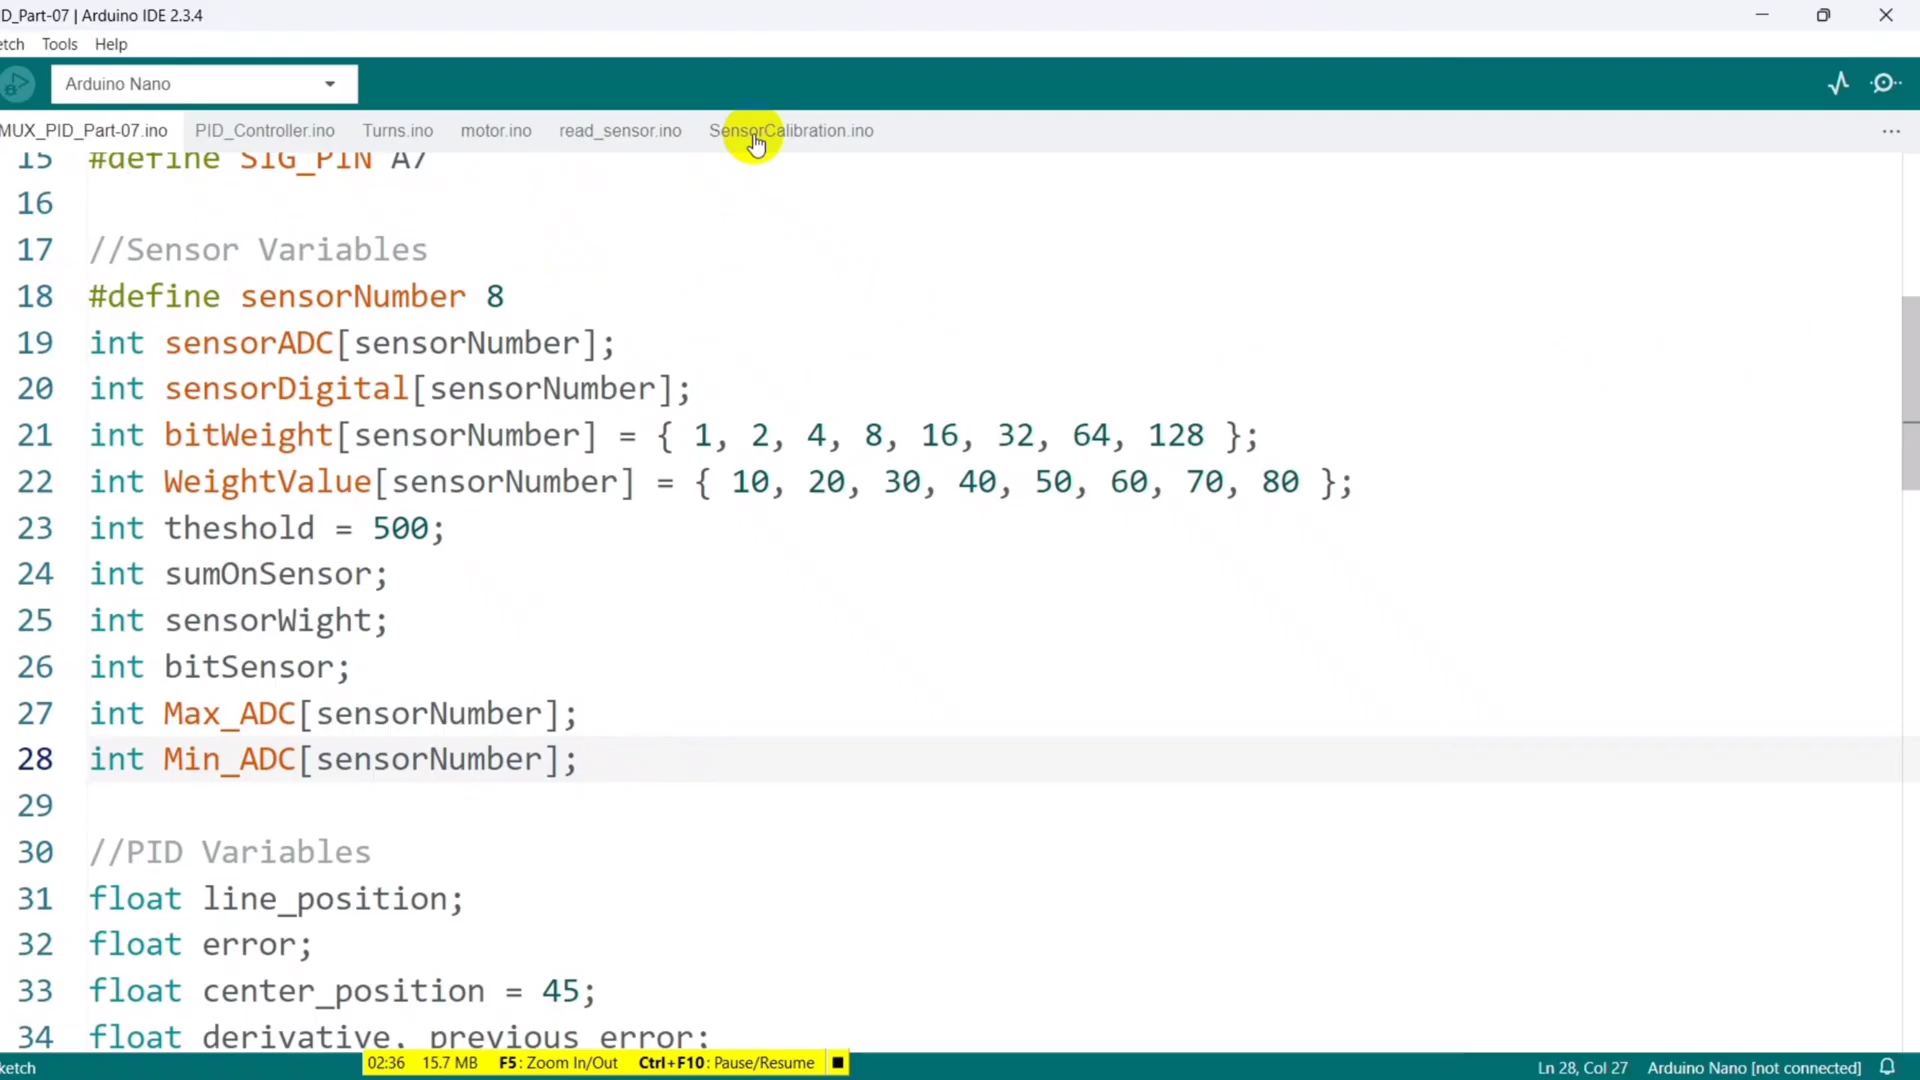 D_Part-07 | Arduino IDE 2.3.4
etch Tools Help
Arduino Nano
MUX_PID_Part-07.ino PID_Controller.ino Turns.ino motor.ino read_sensor.ino SensorCalibration.ino
15 #define SIG_PIN A7
16
17 //Sensor Variables
18 #define sensorNumber 8
19 int sensorADC[sensorNumber];
20 int sensorDigital[sensorNumber];
21 int bitWeight[sensorNumber] = { 1, 2, 4, 8, 16, 32, 64, 128 };
22 int WeightValue[sensorNumber] = { 10, 20, 30, 40, 50, 60, 70, 80 };
23 int theshold = 500;
24 int sumOnSensor;
25 int sensorWight;
26 int bitSensor;
27 int Max_ADC[sensorNumber];
28 int Min_ADC[sensorNumber];
29
30 //PID Variables
31 float line_position;
32 float error;
33 float center_position = 45;
34 float derivative, previous_error;
02:36 15.7 MB F5: Zoom In/Out Ctrl+F10: Pause/Resume
ketch Ln 28, Col 27 Arduino Nano [not connected]